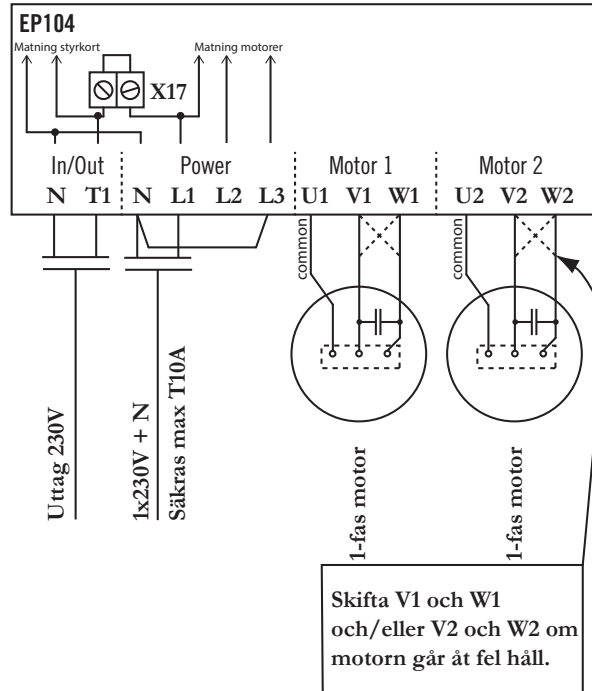 EP104
Matning styrkort
Matning motorer
X17
In/Out
Power
Motor 1
Motor 2
N T1 N L1 L2 L3 U1 V1 W1 U2 V2 W2
common
common
Uttag 230V
1x230V + N
Säkras max T10A
1-fas motor
1-fas motor
Skifta V1 och W1
och/eller V2 och W2 om
motorn går åt fel håll.